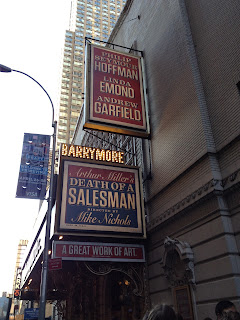 PHILIP
SEYMOUR
HOFFMAN
LINDA
EMOND
ANDREW
GARFIELD
BARRYMORE
Arthur Miller's
DEATH OF A
SALESMAN
DIRECTED BY
Mike Nichols
A GREAT WORK OF ART.